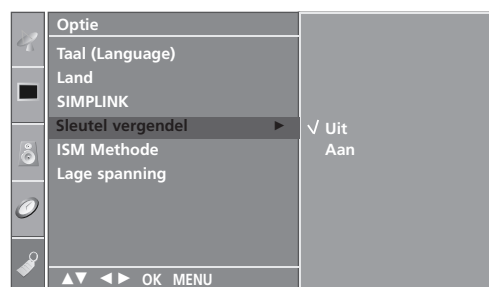 Optie
Taal (Language)
Land
SIMPLINK
Sleutel vergendel ►
ISM Methode
Lage spanning
√ Uit
Aan
▲▼ ◄► OK MENU